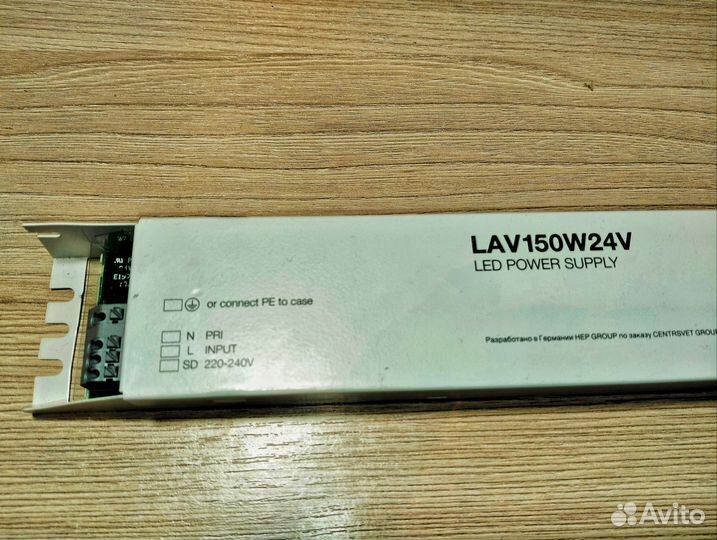 LAV150W24V
LED POWER SUPPLY
or connect PE to case
N PRI
L INPUT
SD 220-240V
Разработано в Германии HEP GROUP по заказу CENTRSVET GROUP
Avito